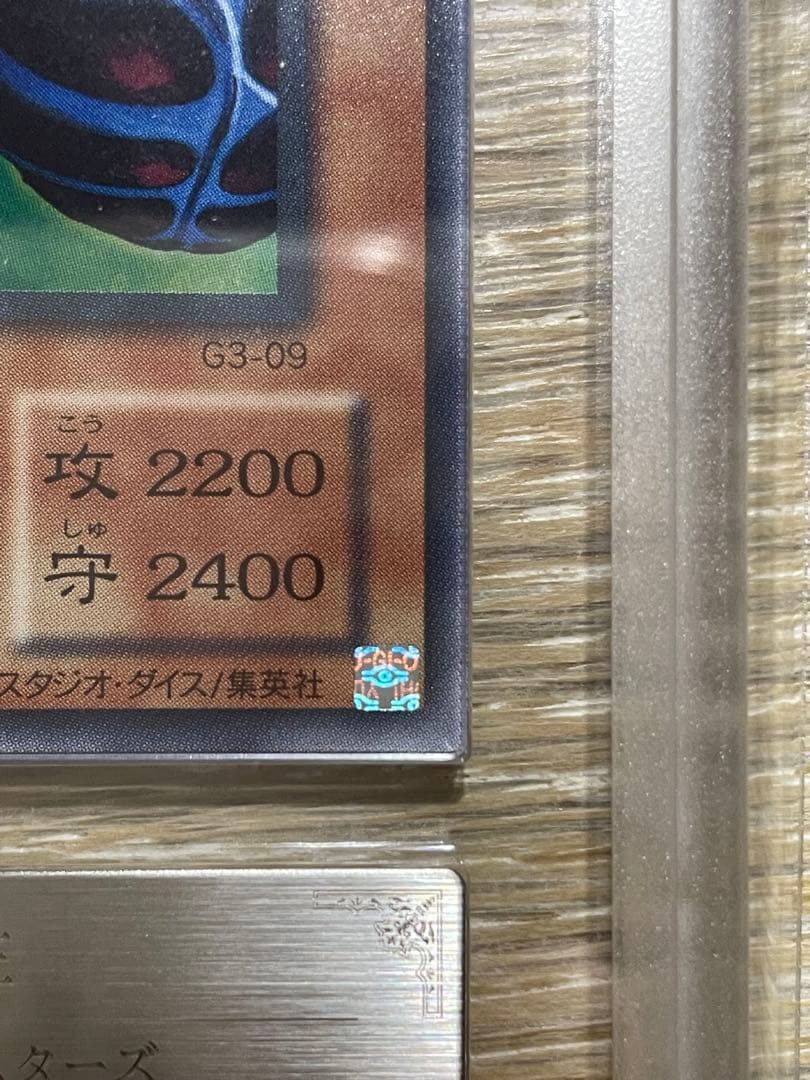 G3-09
こう
攻 2200
しゅ
守 2400
スタジオ ダイス/集英社
ターズ